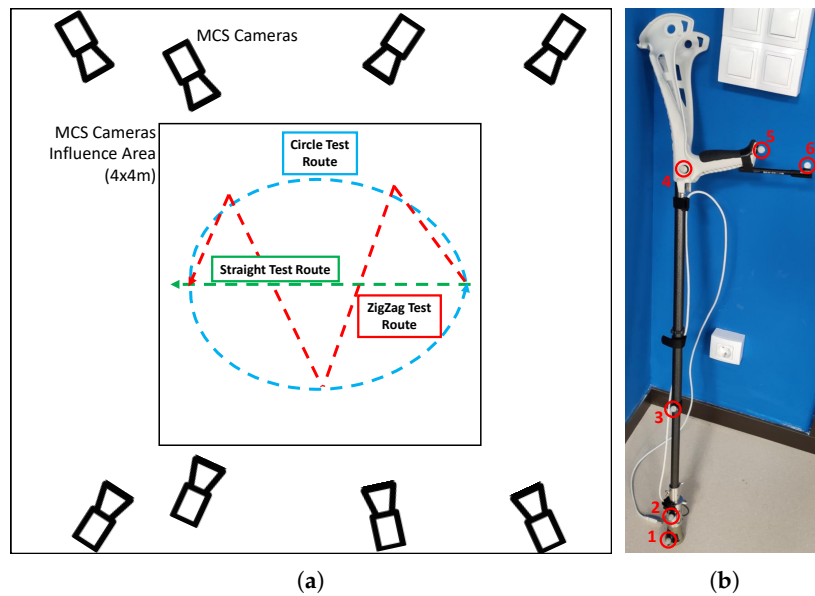 MCS Cameras
MCS Cameras
Influence Area
(4x4m)
Circle Test
Route
Straight Test Route
ZigZag Test
Route
5
6
4
3
2
1
(a)
(b)